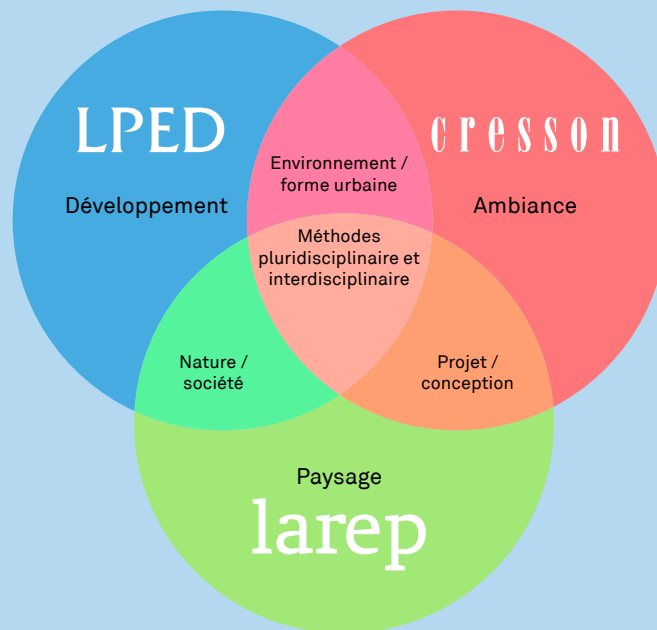 LPED
cresson
Développement
Ambiance
Environnement /
forme urbaine
Méthodes
pluridisciplinaire et
interdisciplinaire
Nature /
société
Projet /
conception
Paysage
larep